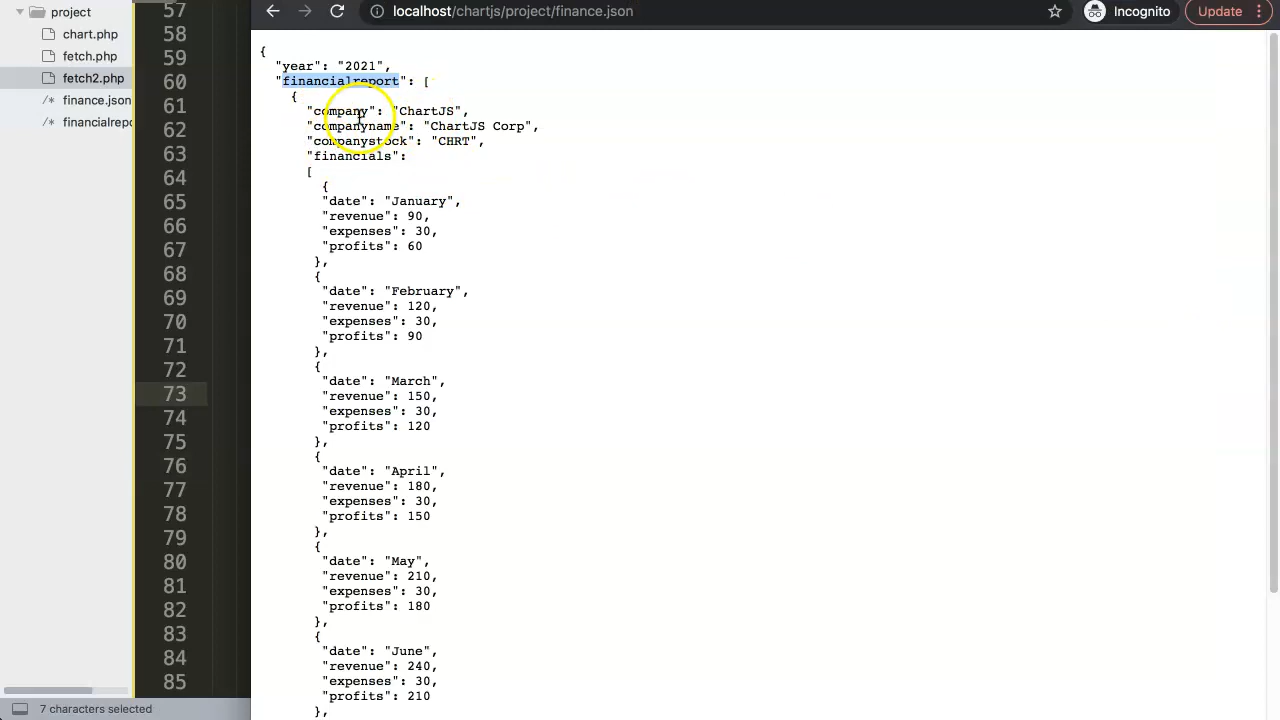 project
chart.php
fetch.php
fetch2.php
/* finance.json
/* financialrepo
7 characters selected
57
58
59
60
61
62
63
64
65
66
67
68
69
70
71
72
73
74
75
76
77
78
79
80
81
82
83
84
85
localhost/chartjs/project/finance.json
Incognito
Update
{
"year": "2021",
"financialreport": [
{
"company": "ChartJS",
"companyname": "ChartJS Corp",
"companystock": "CHRT",
"financials":
[
{
"date": "January",
"revenue": 90,
"expenses": 30,
"profits": 60
},
{
"date": "February",
"revenue": 120,
"expenses": 30,
"profits": 90
},
{
"date": "March",
"revenue": 150,
"expenses": 30,
"profits": 120
},
{
"date": "April",
"revenue": 180,
"expenses": 30,
"profits": 150
},
{
"date": "May",
"revenue": 210,
"expenses": 30,
"profits": 180
},
{
"date": "June",
"revenue": 240,
"expenses": 30,
"profits": 210
},